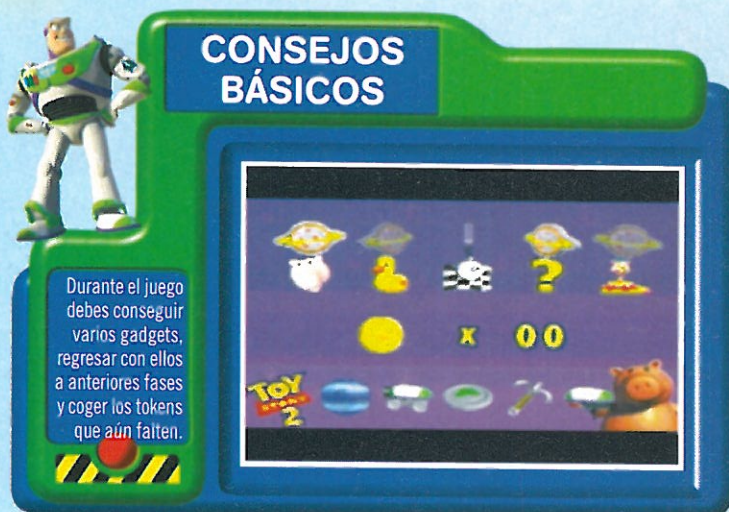 CONSEJOS
BÁSICOS
Durante el juego
debes conseguir
varios gadgets,
regresar con ellos
a anteriores fases
y coger los tokens
que aún falten.
?
x 00
TOY
STORY
2